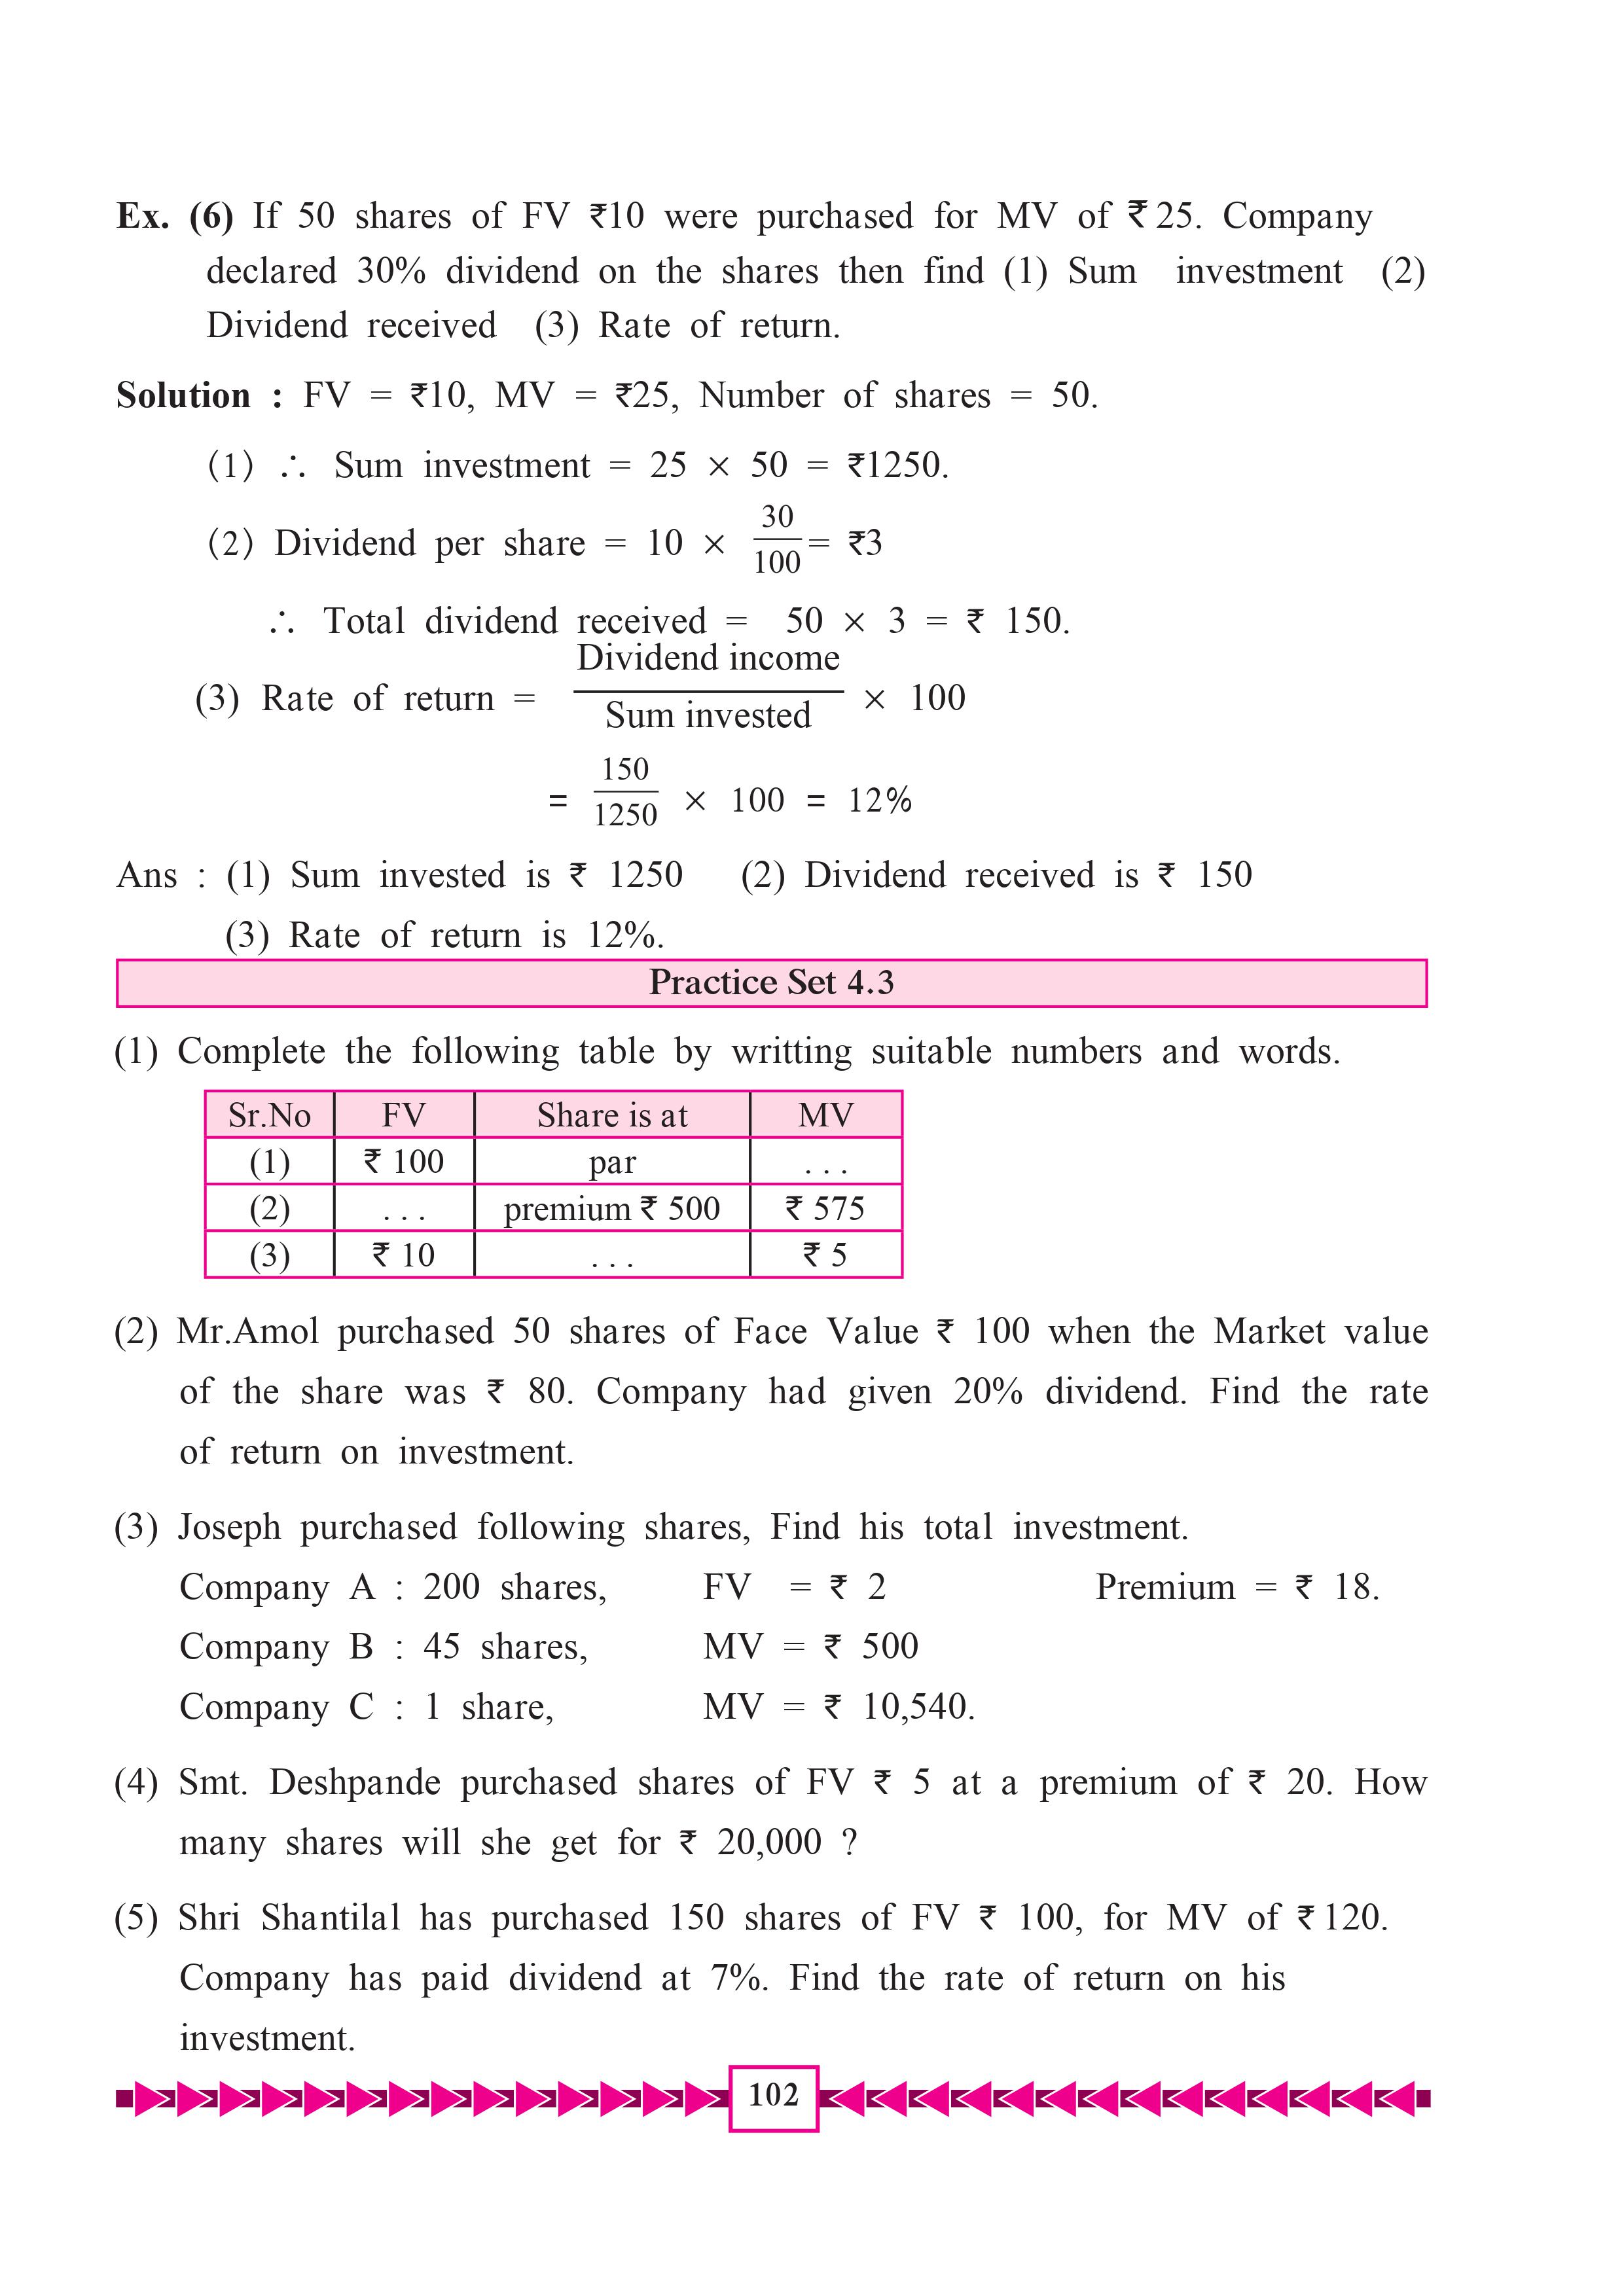 Ex. (6) If 50 shares of FV ₹10 were purchased for MV of ₹ 25. Company
declared 30% dividend on the shares then find (1) Sum investment (2)
Dividend received (3) Rate of return.
Solution : FV = ₹10, MV = ₹25, Number of shares = 50.
(1) ∴ Sum investment = 25 × 50 = ₹1250.
(2) Dividend per share = 10 × 30/100 = ₹3
∴ Total dividend received = 50 × 3 = ₹ 150.
(3) Rate of return = Dividend income/Sum invested × 100
= 150/1250 × 100 = 12%
Ans : (1) Sum invested is ₹ 1250 (2) Dividend received is ₹ 150
(3) Rate of return is 12%.
Practice Set 4.3
(1) Complete the following table by writting suitable numbers and words.
Sr.No FV Share is at MV
(1) ₹ 100 par . . .
(2) . . . premium ₹ 500 ₹ 575
(3) ₹ 10 . . . ₹ 5
(2) Mr.Amol purchased 50 shares of Face Value ₹ 100 when the Market value
of the share was ₹ 80. Company had given 20% dividend. Find the rate
of return on investment.
(3) Joseph purchased following shares, Find his total investment.
Company A : 200 shares, FV = ₹ 2 Premium = ₹ 18.
Company B : 45 shares, MV = ₹ 500
Company C : 1 share, MV = ₹ 10,540.
(4) Smt. Deshpande purchased shares of FV ₹ 5 at a premium of ₹ 20. How
many shares will she get for ₹ 20,000 ?
(5) Shri Shantilal has purchased 150 shares of FV ₹ 100, for MV of ₹ 120.
Company has paid dividend at 7%. Find the rate of return on his
investment.
102